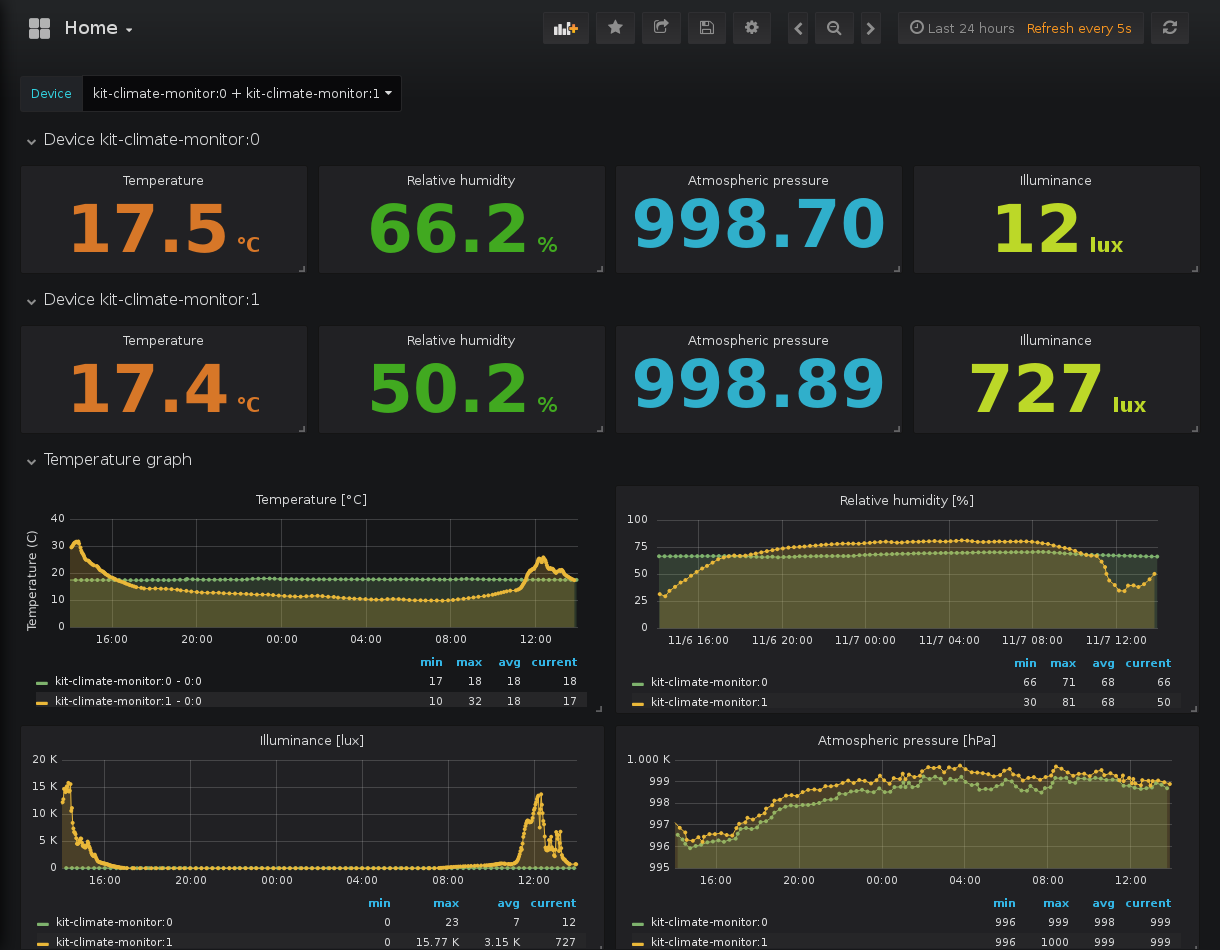 Home
Last 24 hours Refresh every 5s
Device kit-climate-monitor:0 + kit-climate-monitor:1
Device kit-climate-monitor:0
Temperature Relative humidity Atmospheric pressure Illuminance
17.5 °C 66.2 % 998.70 12 lux
Device kit-climate-monitor:1
Temperature Relative humidity Atmospheric pressure Illuminance
17.4 °C 50.2 % 998.89 727 lux
Temperature graph
Temperature [°C]
Temperature (C)
40
30
20
10
0
16:00 20:00 00:00 04:00 08:00 12:00
min max avg current
kit-climate-monitor:0 - 0:0 17 18 18 18
kit-climate-monitor:1 - 0:0 10 32 18 17
Relative humidity [%]
100
75
50
25
0
11/6 16:00 11/6 20:00 11/7 00:00 11/7 04:00 11/7 08:00 11/7 12:00
min max avg current
kit-climate-monitor:0 66 71 68 66
kit-climate-monitor:1 30 81 68 50
Illuminance [lux]
20 K
15 K
10 K
5 K
0
16:00 20:00 00:00 04:00 08:00 12:00
min max avg current
kit-climate-monitor:0 0 23 7 12
kit-climate-monitor:1 0 15.77 K 3.15 K 727
Atmospheric pressure [hPa]
1.000 K
999
998
997
996
995
16:00 20:00 00:00 04:00 08:00 12:00
min max avg current
kit-climate-monitor:0 996 999 998 999
kit-climate-monitor:1 996 1000 999 999